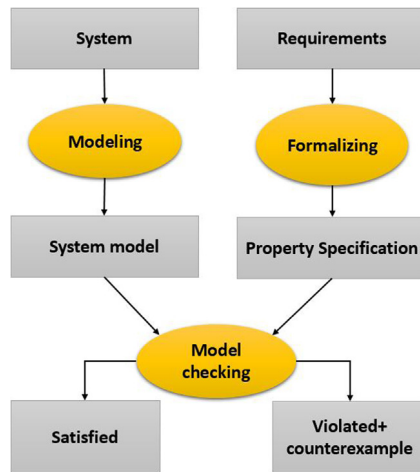 System
Requirements
Modeling
Formalizing
System model
Property Specification
Model
checking
Satisfied
Violated+
counterexample